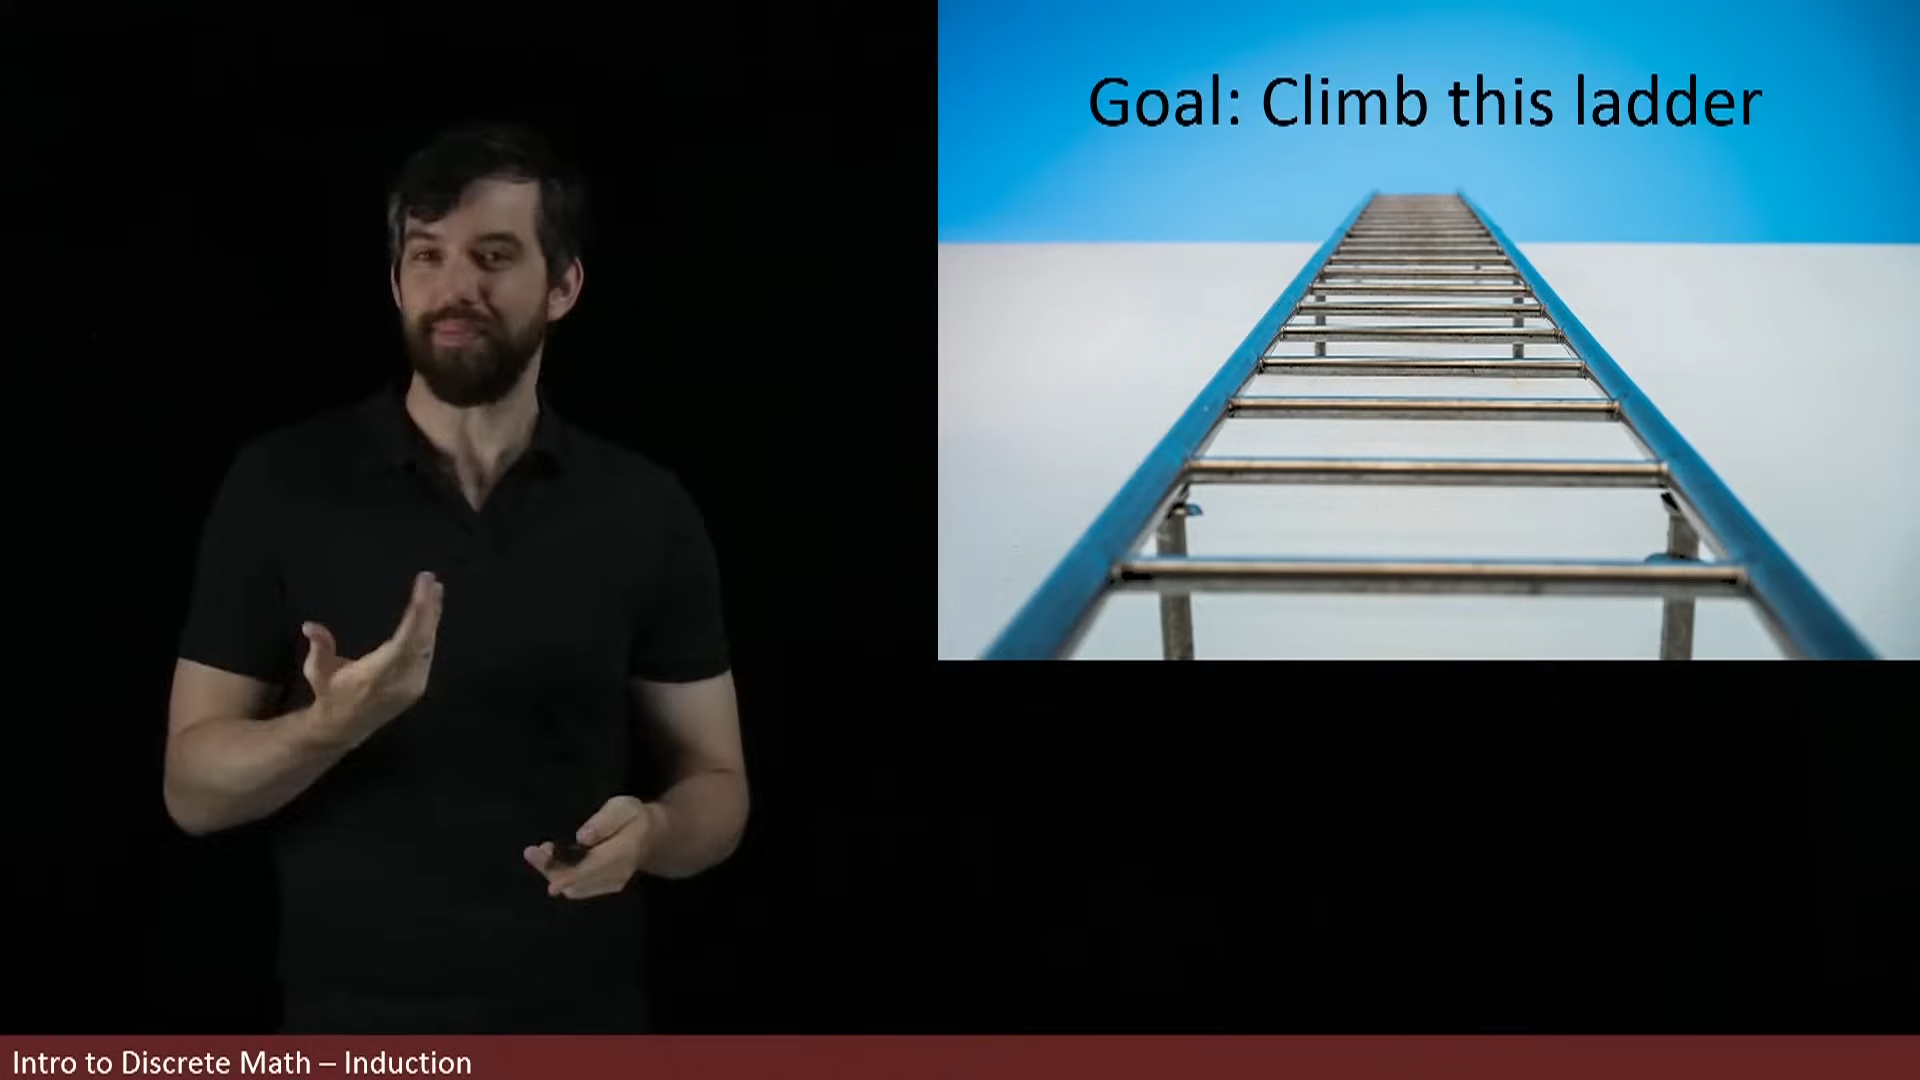 Goal: Climb this ladder
Intro to Discrete Math – Induction